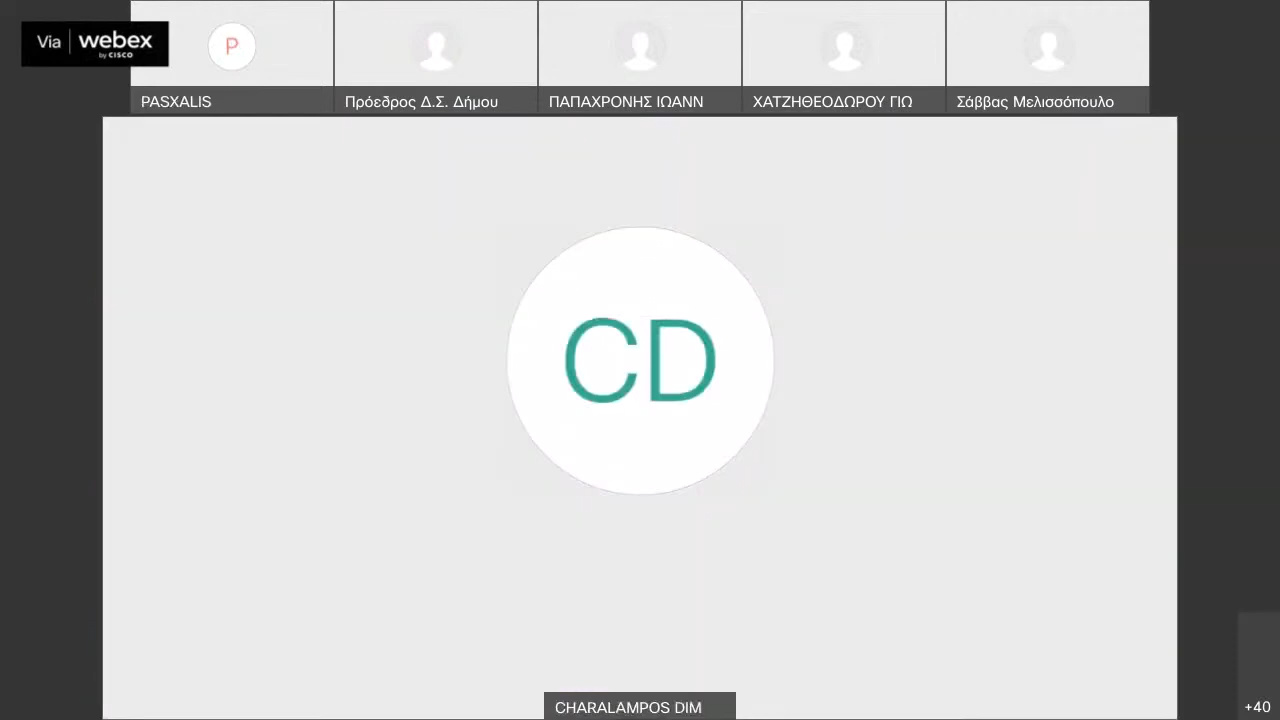 Via webex
by CISCO
P
PASXALIS
Πρόεδρος Δ.Σ. Δήμου
ΠΑΠΑΧΡΟΝΗΣ ΙΩΑΝΝ
ΧΑΤΖΗΘΕΟΔΩΡΟΥ ΓΙΩ
Σάββας Μελισσόπουλο
CD
CHARALAMPOS DIM
+40